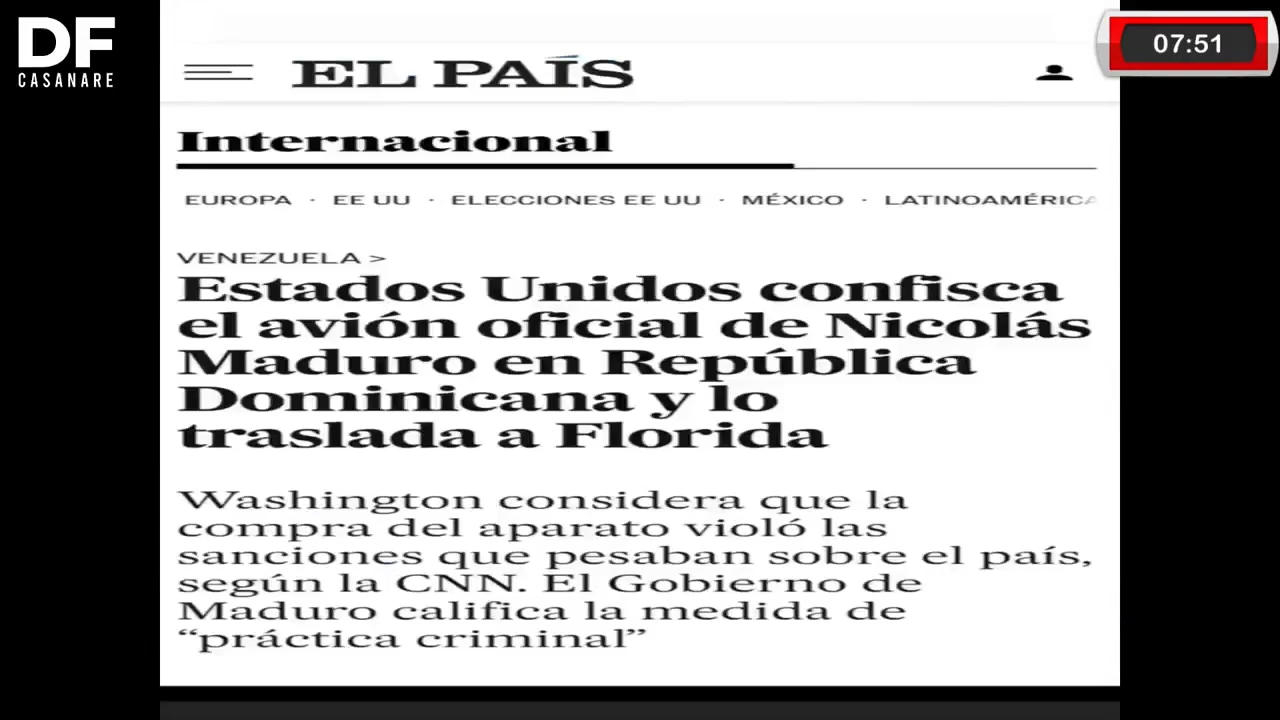 DF
CASANARE
07:51
EL PAÍS
Internacional
EUROPA · EE UU · ELECCIONES EE UU · MÉXICO · LATINOAMÉRICA
VENEZUELA >
Estados Unidos confisca
el avión oficial de Nicolás
Maduro en República
Dominicana y lo
traslada a Florida
Washington considera que la
compra del aparato violó las
sanciones que pesaban sobre el país,
según la CNN. El Gobierno de
Maduro califica la medida de
“práctica criminal”